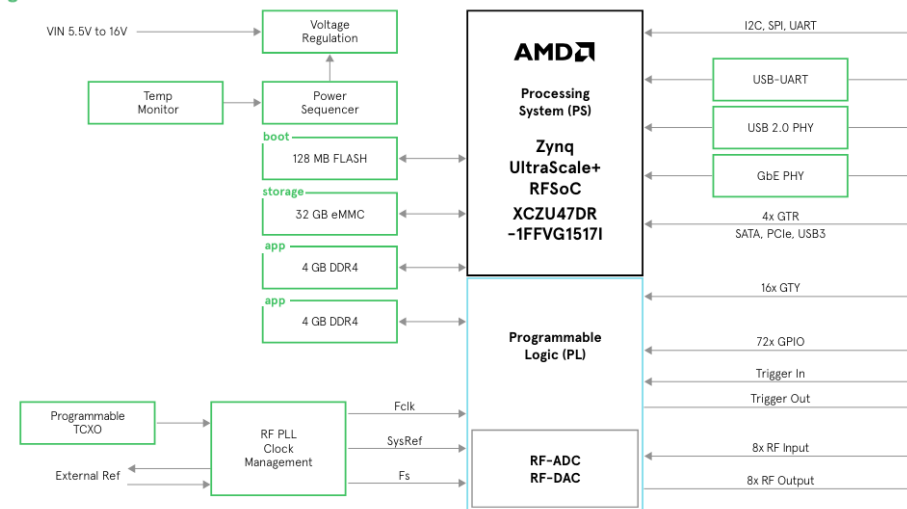 VIN 5.5V to 16V
Voltage
Regulation
Temp
Monitor
Power
Sequencer
boot
128 MB FLASH
storage
32 GB eMMC
app
4 GB DDR4
app
4 GB DDR4
AMD
Processing
System (PS)
Zynq
UltraScale+
RFSoC
XCZU47DR
-1FFVG1517I
Programmable
Logic (PL)
RF-ADC
RF-DAC
I2C, SPI, UART
USB-UART
USB 2.0 PHY
GbE PHY
4x GTR
SATA, PCIe, USB3
16x GTY
72x GPIO
Trigger In
Trigger Out
8x RF Input
8x RF Output
Programmable
TCXO
External Ref
RF PLL
Clock
Management
Fclk
SysRef
Fs